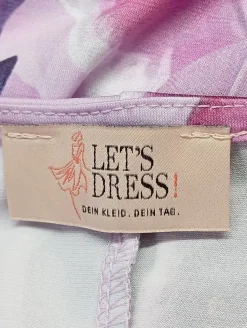 LET'S
DRESS!
DEIN KLEID. DEIN TAG.